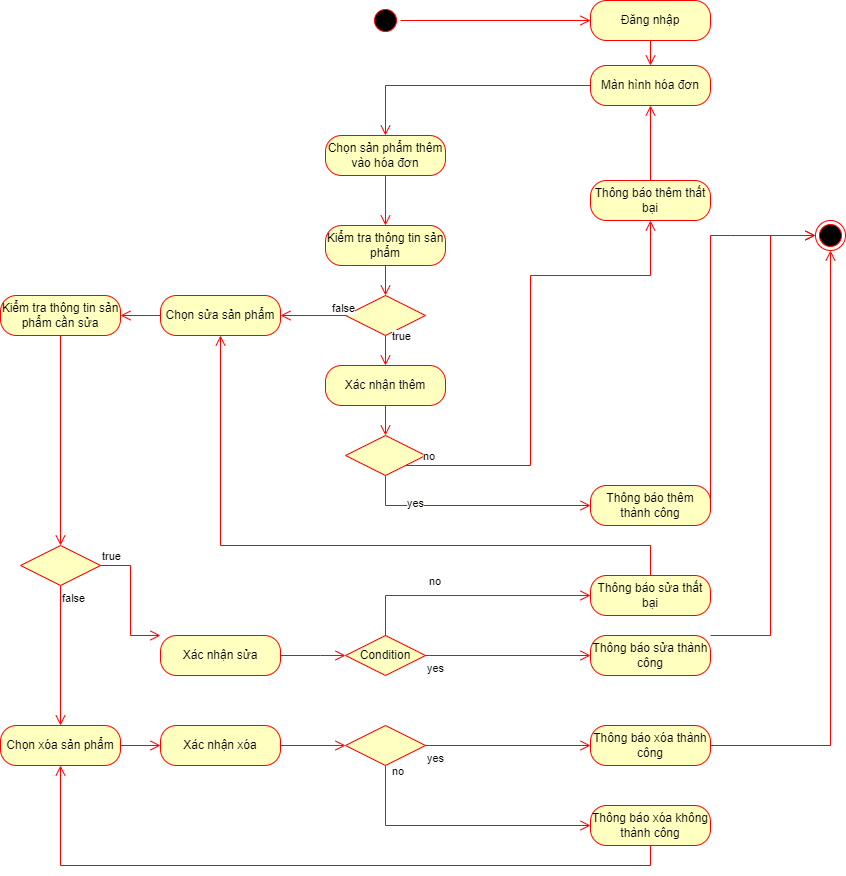 Đăng nhập
Màn hình hóa đơn
Chọn sản phẩm thêm
vào hóa đơn
Thông báo thêm thất
bại
Kiểm tra thông tin sản
phẩm
false
Chọn sửa sản phẩm
Kiểm tra thông tin sản
phẩm cần sửa
true
Xác nhận thêm
no
yes
Thông báo thêm
thành công
true
false
no
Thông báo sửa thất
bại
Xác nhận sửa
Condition
yes
Thông báo sửa thành
công
Chọn xóa sản phẩm
Xác nhận xóa
yes
Thông báo xóa thành
công
no
Thông báo xóa không
thành công